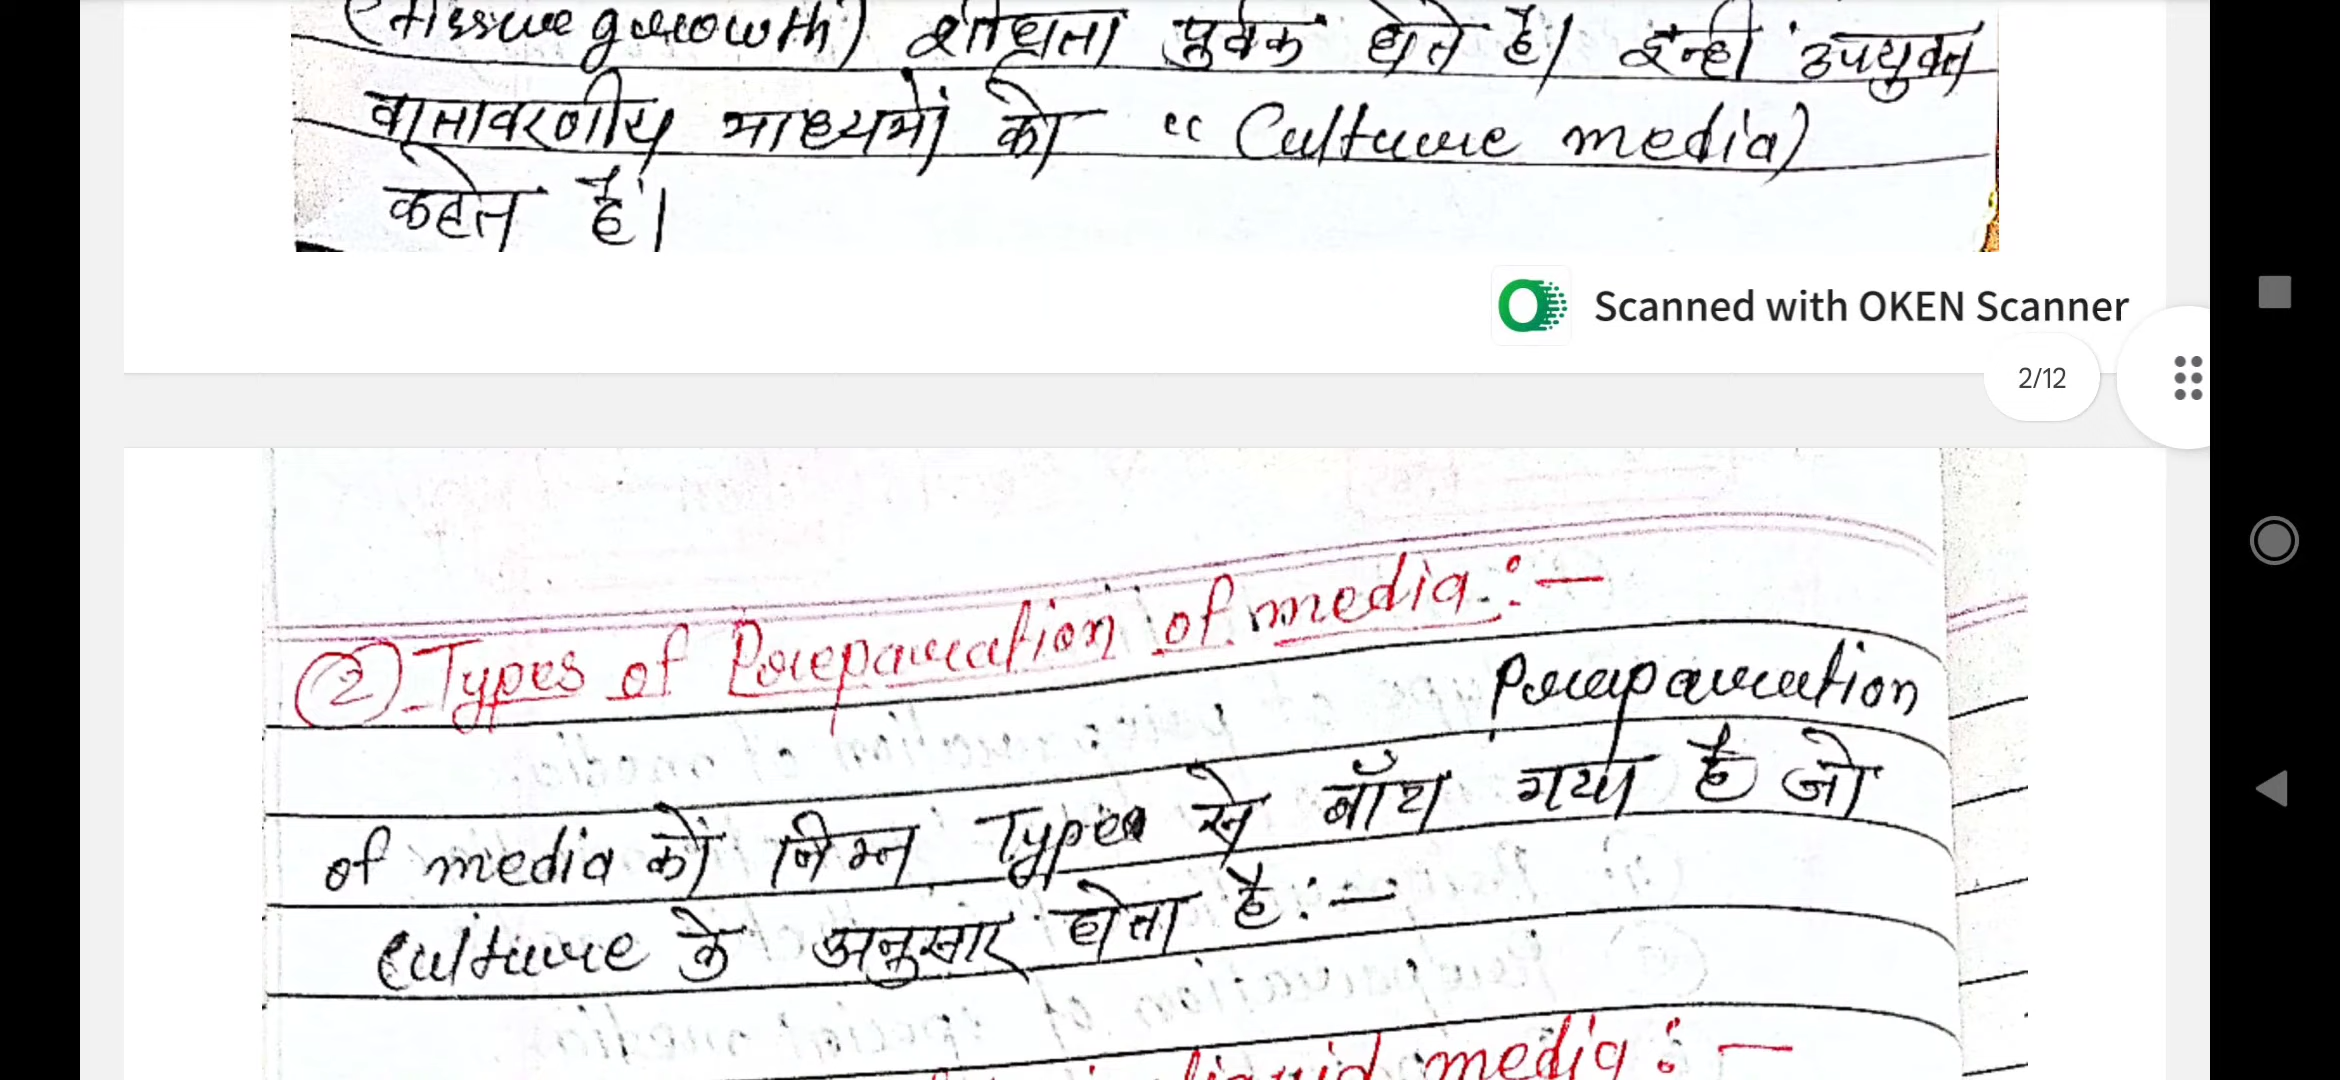 (tissue growth) शीघ्रता पूर्वक होते है। इन्ही उपयुक्त
वातावरणीय माध्यमों को "Culture media)
कहते है।
Scanned with OKEN Scanner
2/12
② Types of Preparation of media :-
Preparation
of media कों निम्न Types से बाँटा गया है जो
Culture के अनुसार होता है :-
liquid media : -